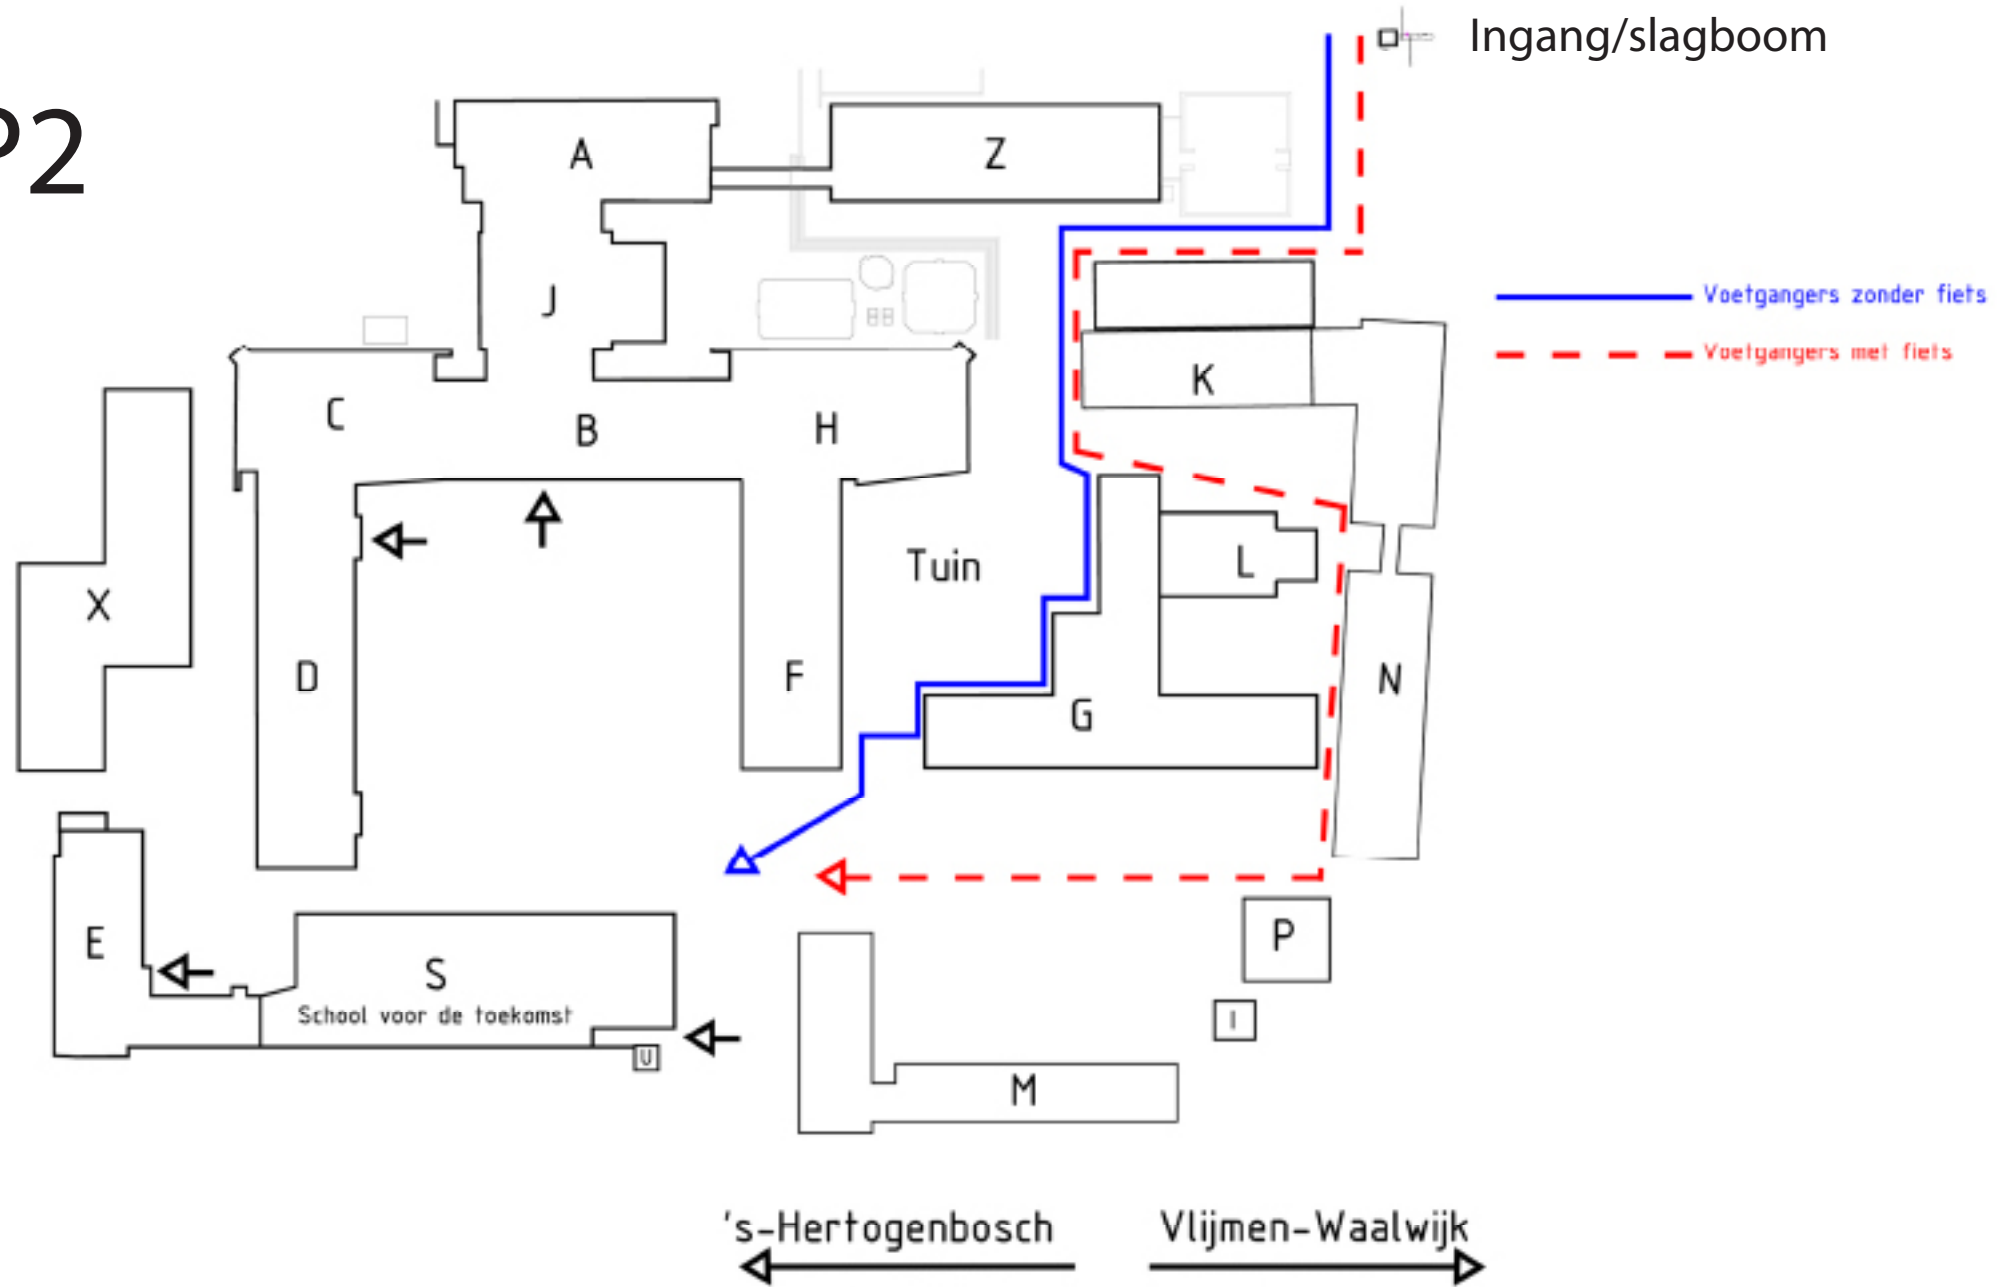 Ingang/slagboom
P2
A
Z
J
Voetgangers zonder fiets
Voetgangers met fiets
K
C
B
H
Tuin
L
X
D
F
N
G
E
P
S
School voor de toekomst
I
U
M
's-Hertogenbosch
Vlijmen-Waalwijk